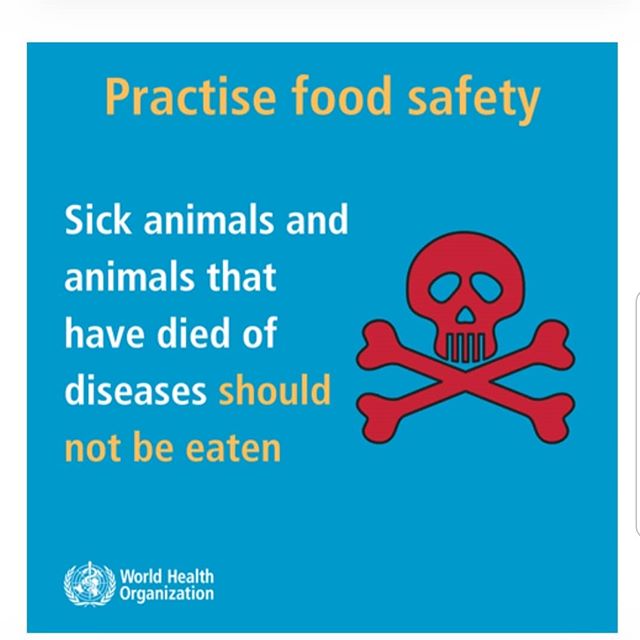 Practise food safety
Sick animals and
animals that
have died of
diseases should
not be eaten
World Health
Organization